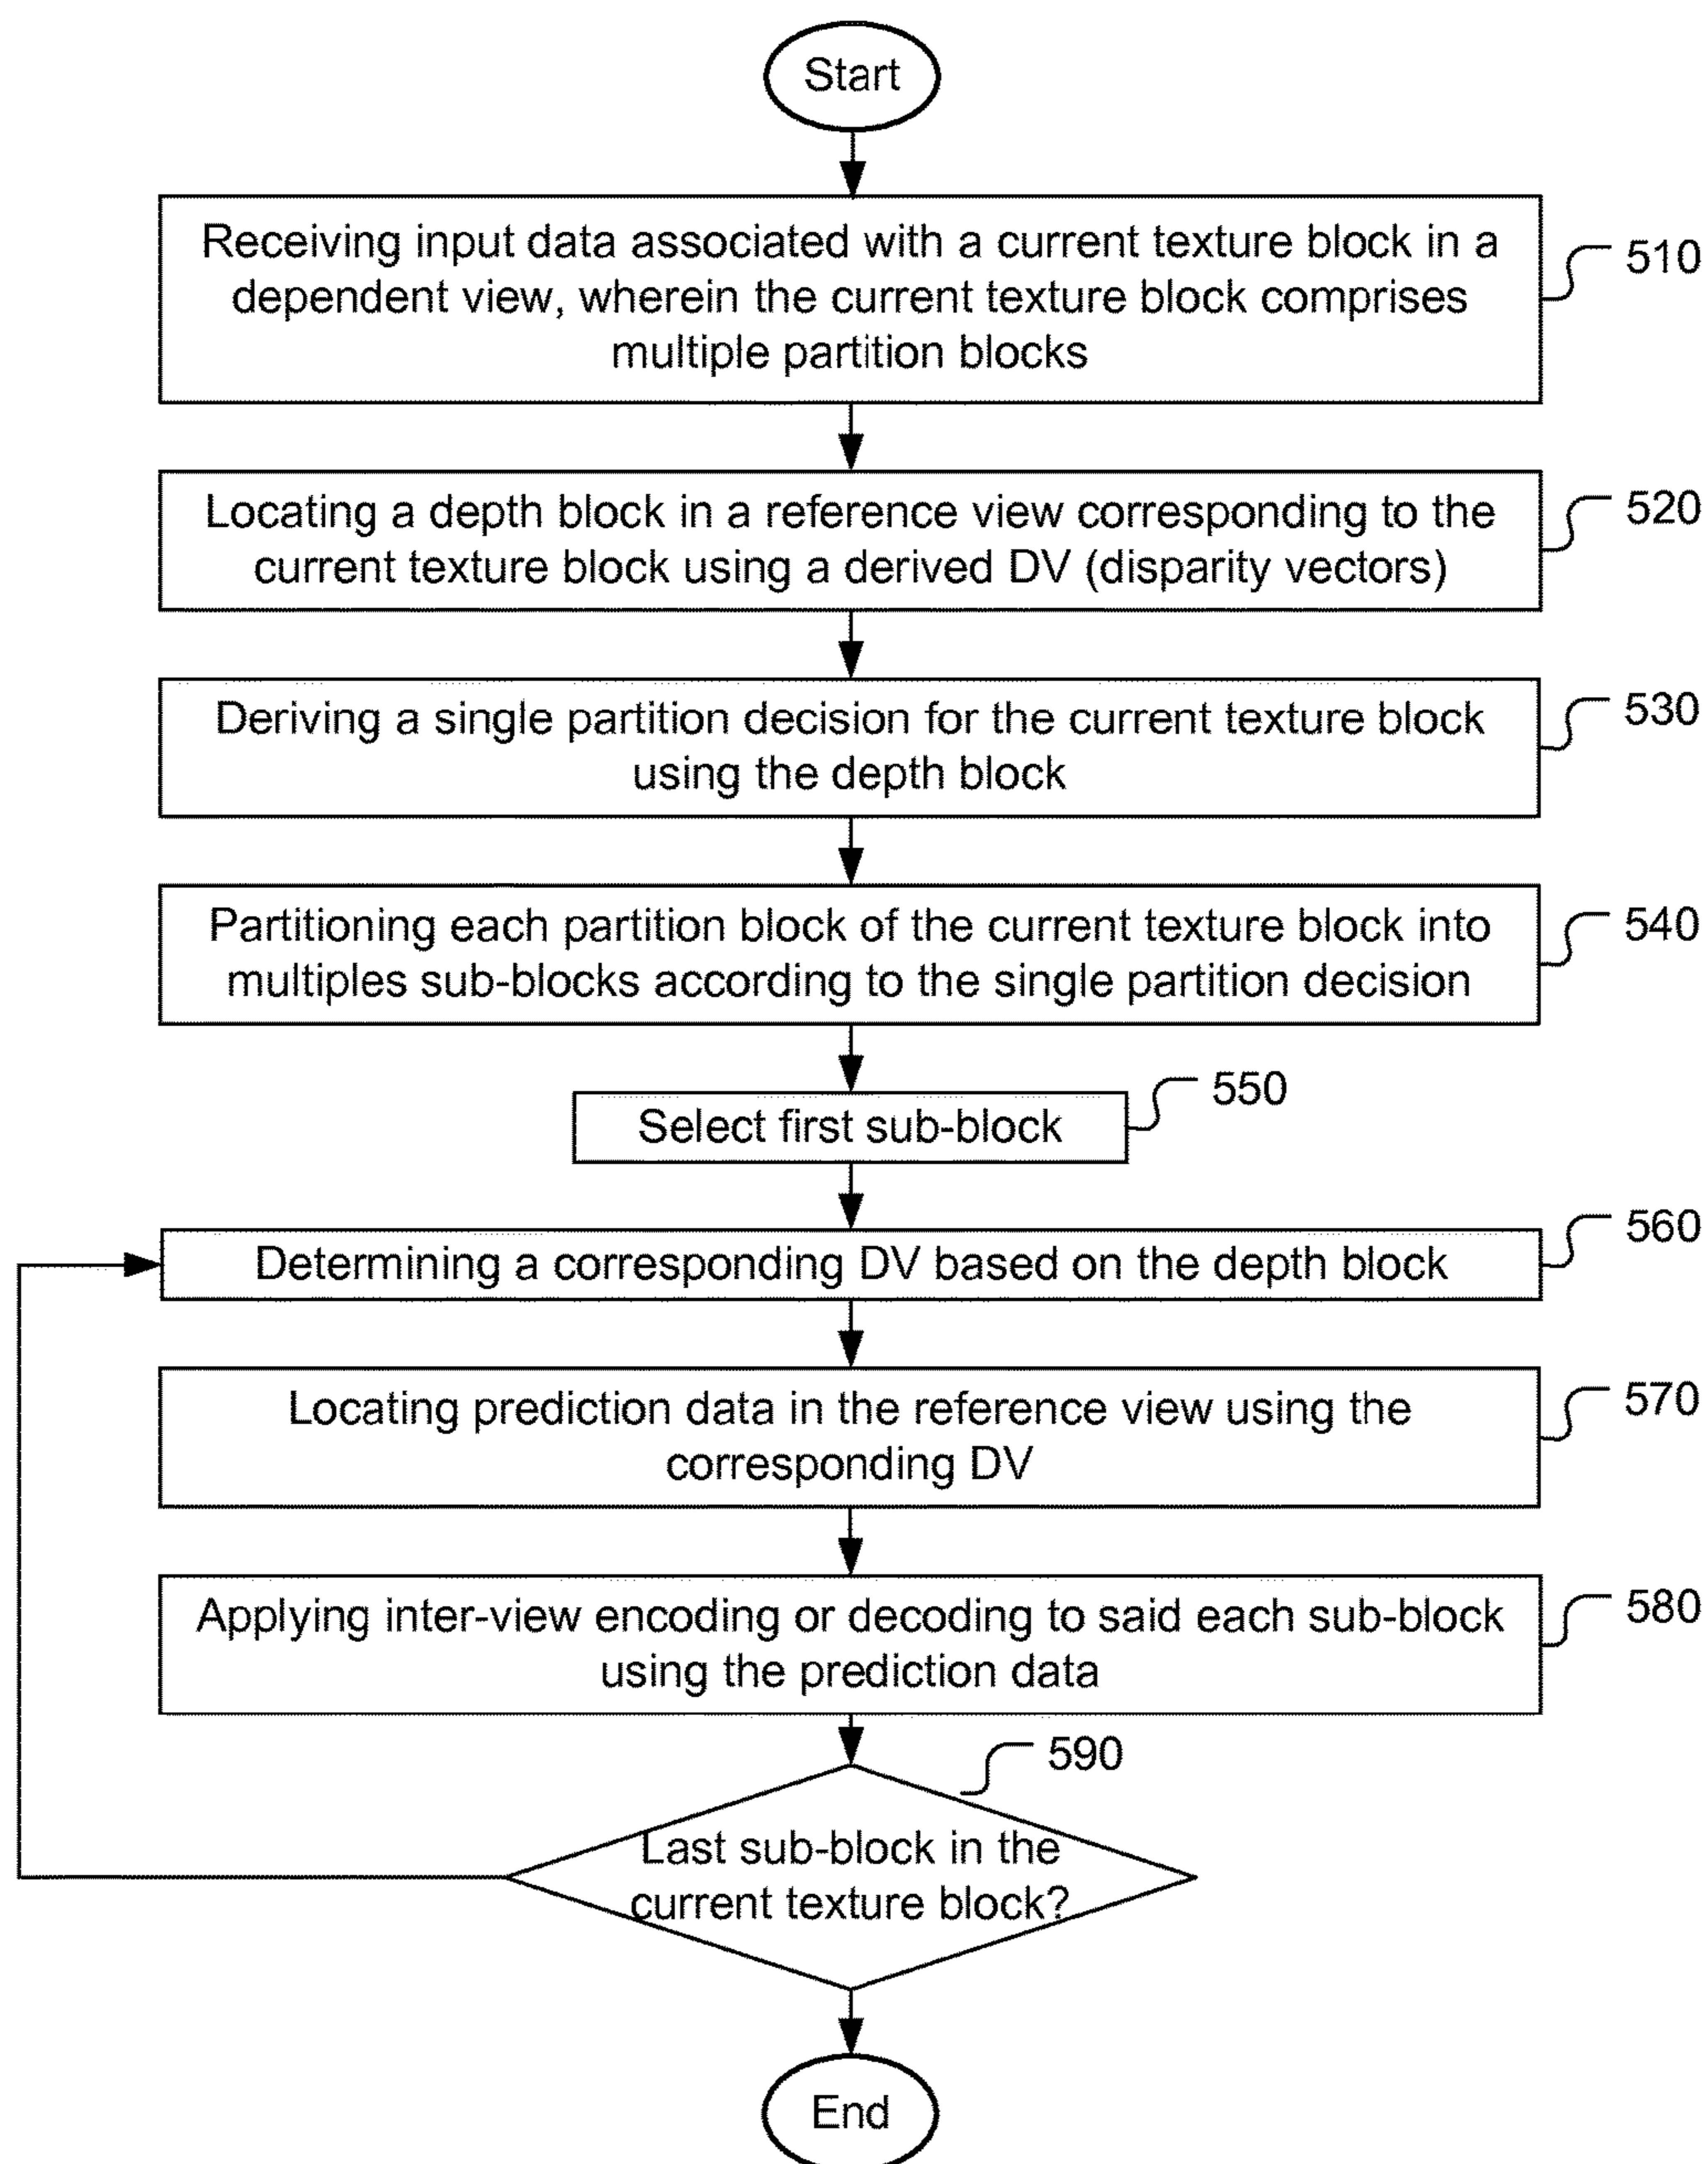 Start
Receiving input data associated with a current texture block in a
dependent view, wherein the current texture block comprises
multiple partition blocks
510
Locating a depth block in a reference view corresponding to the
current texture block using a derived DV (disparity vectors)
520
Deriving a single partition decision for the current texture block
using the depth block
530
Partitioning each partition block of the current texture block into
multiples sub-blocks according to the single partition decision
540
Select first sub-block
550
Determining a corresponding DV based on the depth block
560
Locating prediction data in the reference view using the
corresponding DV
570
Applying inter-view encoding or decoding to said each sub-block
using the prediction data
580
590
Last sub-block in the
current texture block?
End